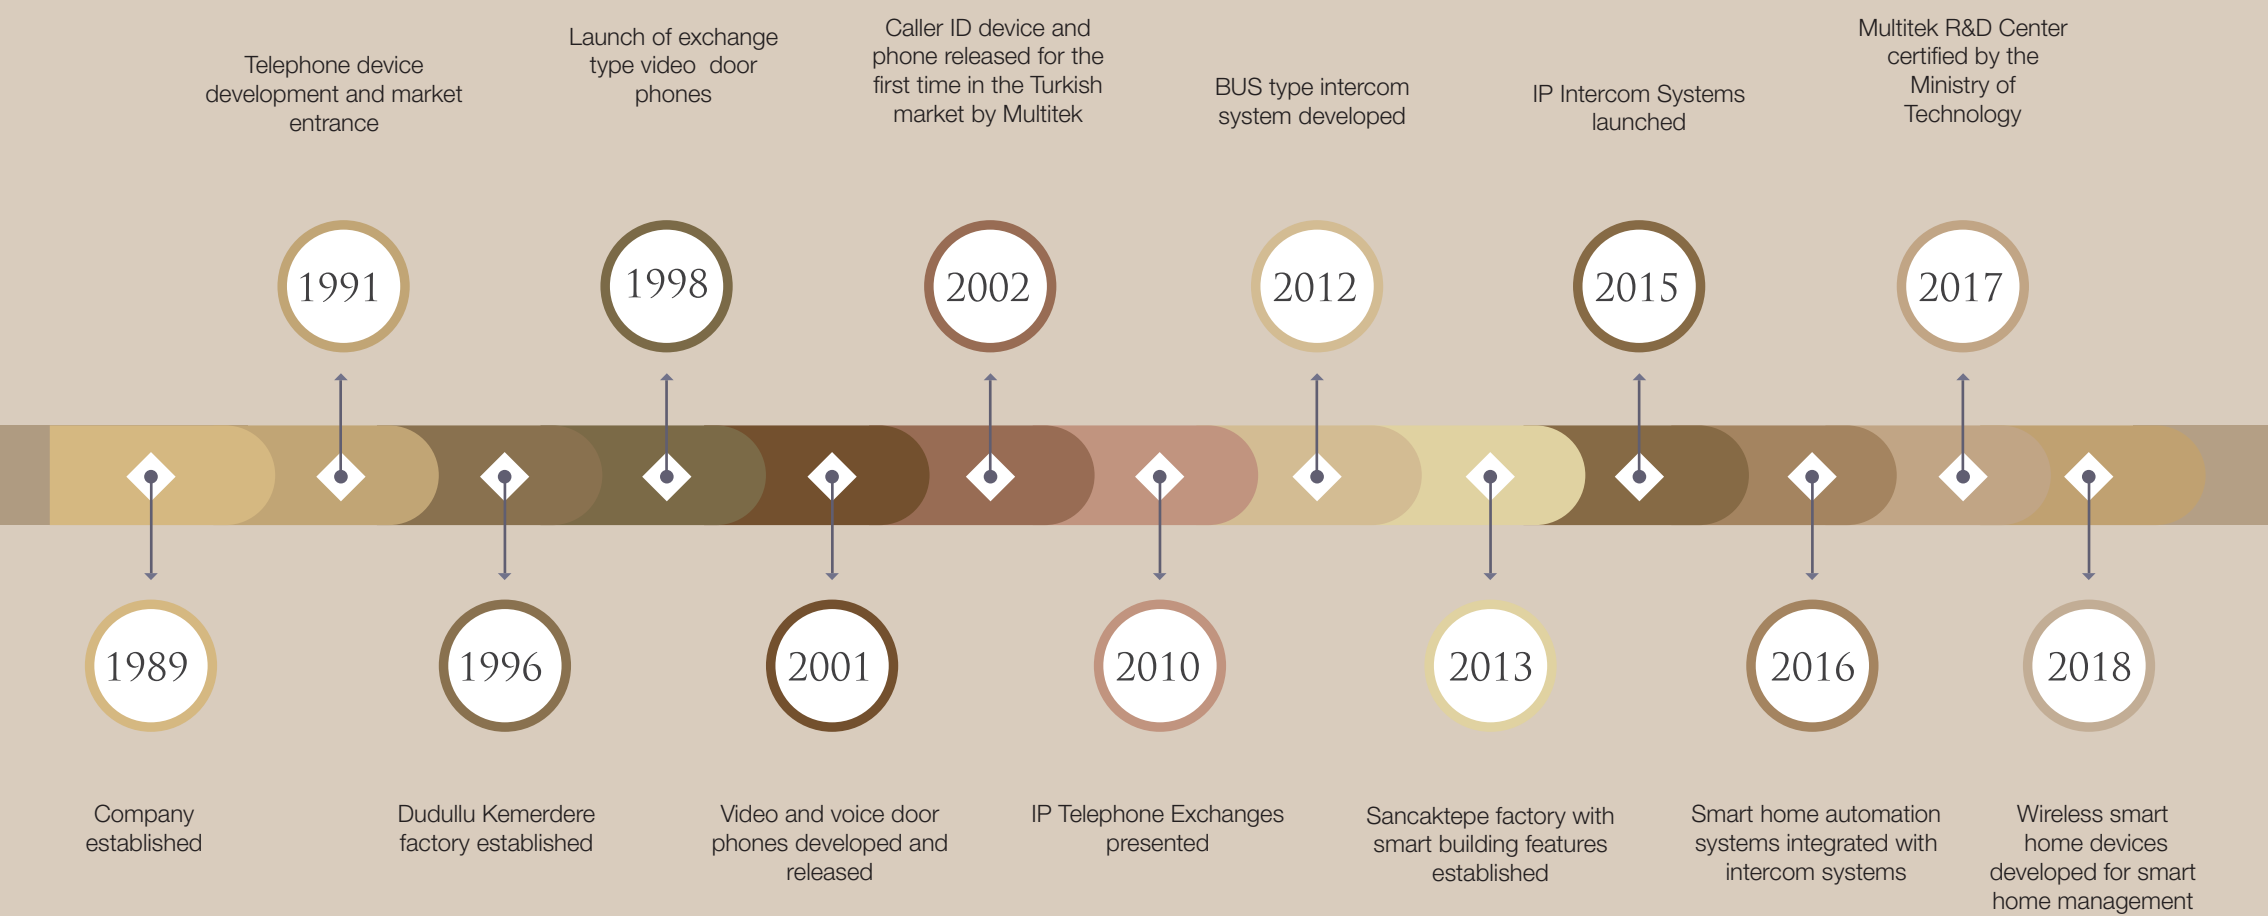 Telephone device
development and market
entrance
Launch of exchange
type video door
phones
Caller ID device and
phone released for the
first time in the Turkish
market by Multitek
BUS type intercom
system developed
IP Intercom Systems
launched
Multitek R&D Center
certified by the
Ministry of
Technology
1991
1998
2002
2012
2015
2017
1989
1996
2001
2010
2013
2016
2018
Company
established
Dudullu Kemerdere
factory established
Video and voice door
phones developed and
released
IP Telephone Exchanges
presented
Sancaktepe factory with
smart building features
established
Smart home automation
systems integrated with
intercom systems
Wireless smart
home devices
developed for smart
home management